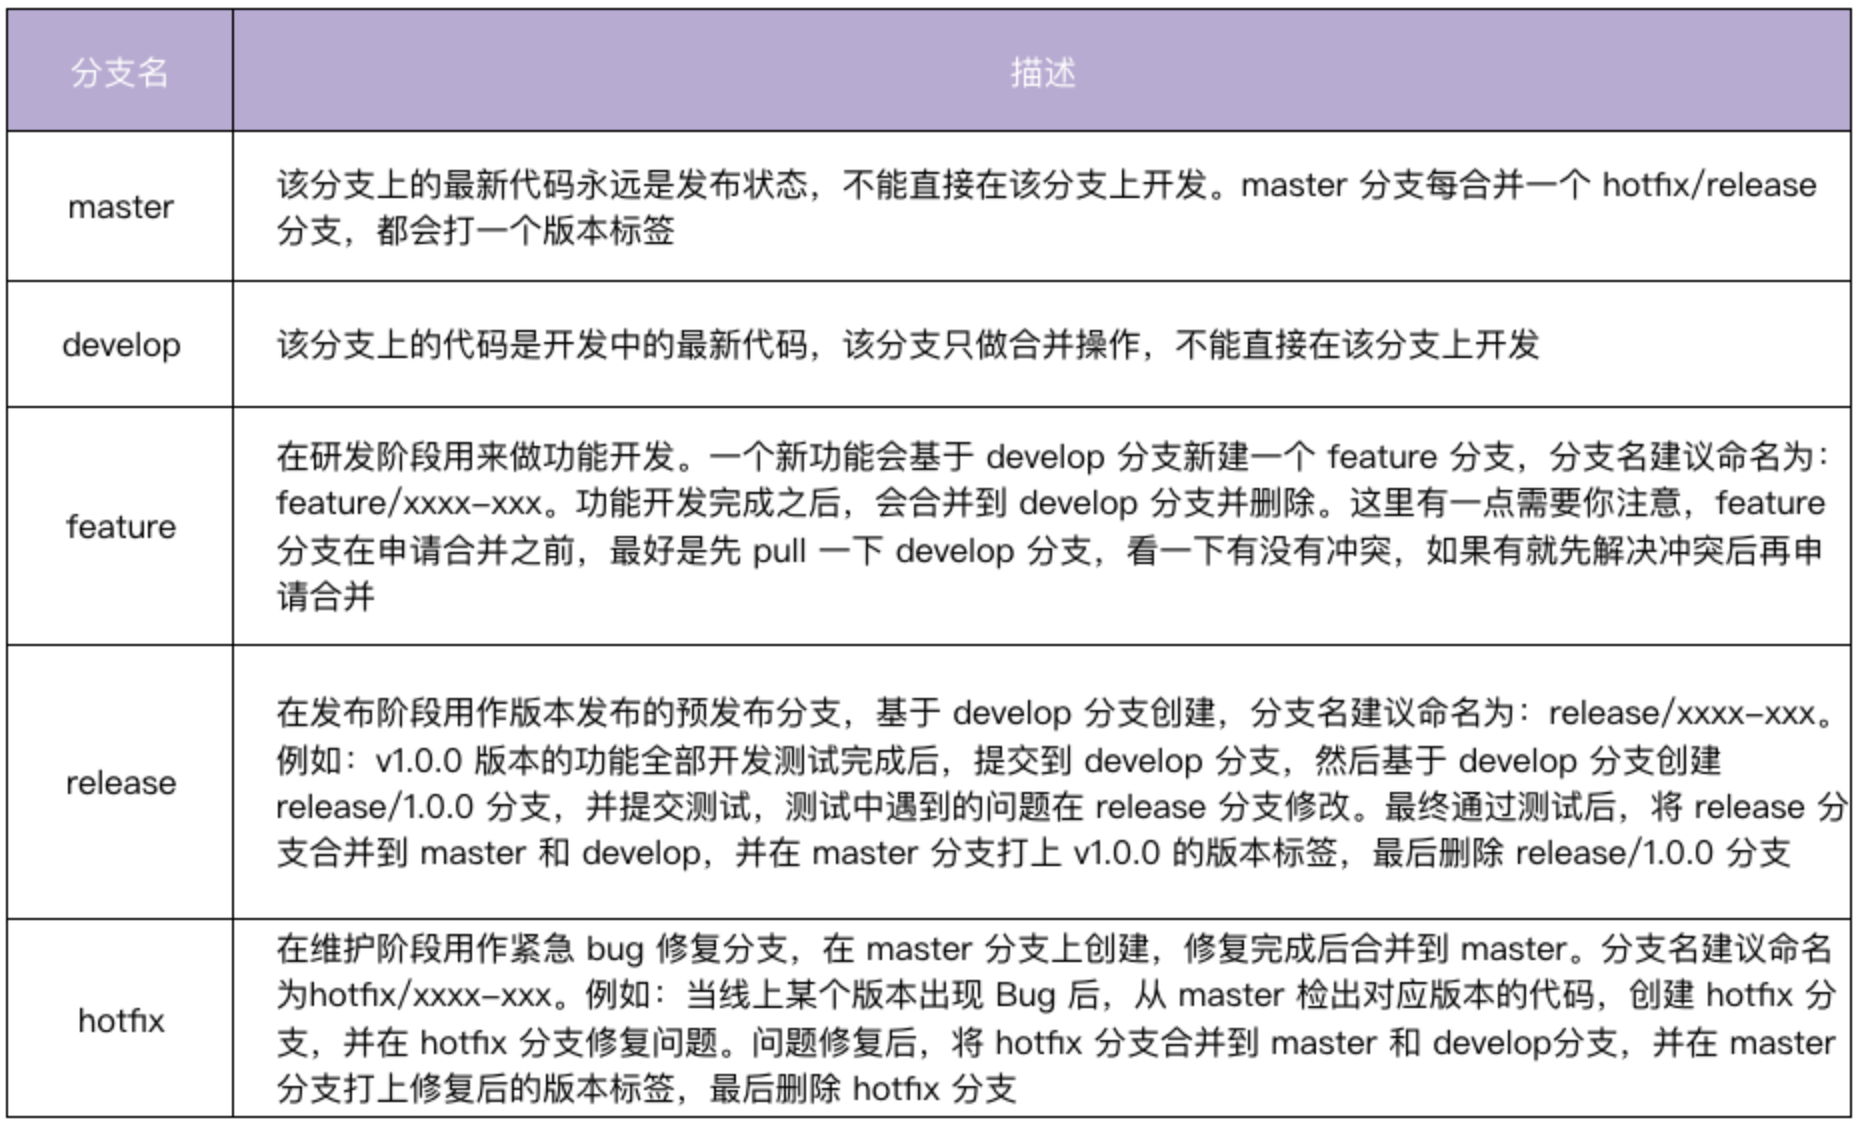 分支名
描述
master
该分支上的最新代码永远是发布状态，不能直接在该分支上开发。master 分支每合并一个 hotfix/release
分支，都会打一个版本标签
develop
该分支上的代码是开发中的最新代码，该分支只做合并操作，不能直接在该分支上开发
feature
在研发阶段用来做功能开发。一个新功能会基于 develop 分支新建一个 feature 分支，分支名建议命名为：
feature/xxxx–xxx。功能开发完成之后，会合并到 develop 分支并删除。这里有一点需要你注意，feature
分支在申请合并之前，最好是先 pull 一下 develop 分支，看一下有没有冲突，如果有就先解决冲突后再申
请合并
release
在发布阶段用作版本发布的预发布分支，基于 develop 分支创建，分支名建议命名为：release/xxxx–xxx。
例如：v1.0.0 版本的功能全部开发测试完成后，提交到 develop 分支，然后基于 develop 分支创建
release/1.0.0 分支，并提交测试，测试中遇到的问题在 release 分支修改。最终通过测试后，将 release 分
支合并到 master 和 develop，并在 master 分支打上 v1.0.0 的版本标签，最后删除 release/1.0.0 分支
hotfix
在维护阶段用作紧急 bug 修复分支，在 master 分支上创建，修复完成后合并到 master。分支名建议命名
为hotfix/xxxx–xxx。例如：当线上某个版本出现 Bug 后，从 master 检出对应版本的代码，创建 hotfix 分
支，并在 hotfix 分支修复问题。问题修复后，将 hotfix 分支合并到 master 和 develop分支，并在 master
分支打上修复后的版本标签，最后删除 hotfix 分支